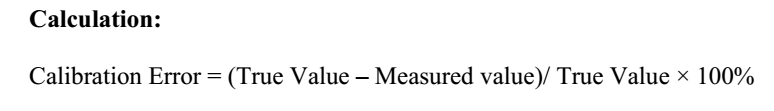 Calculation:
Calibration Error = (True Value – Measured value)/ True Value × 100%